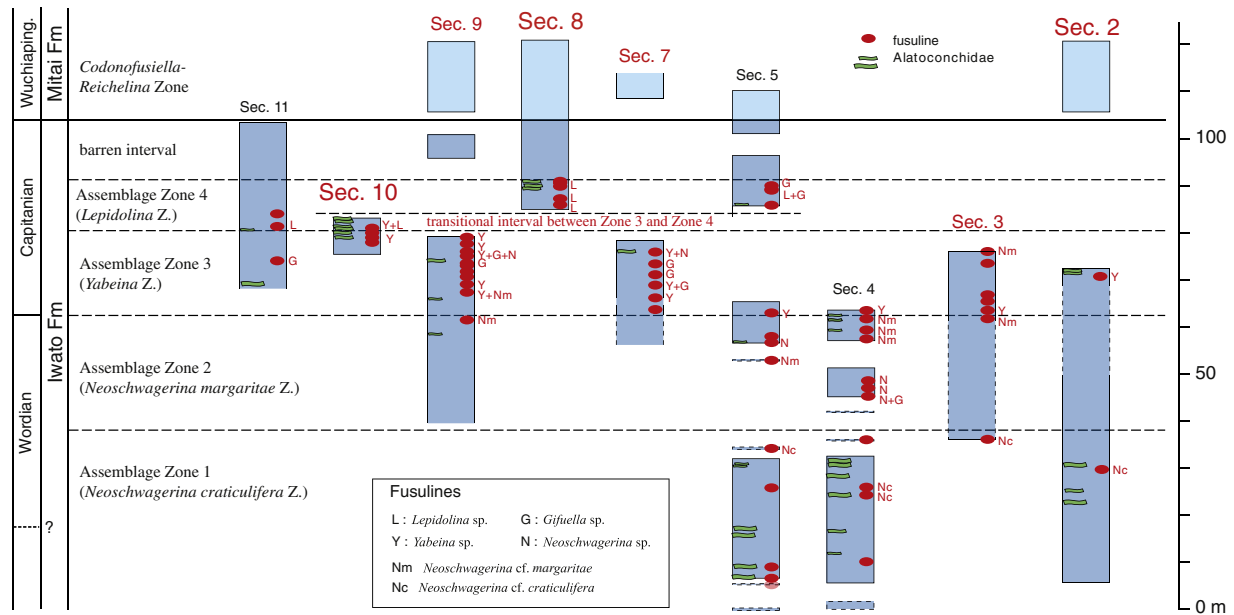 Wuchiaping.
Mitai Fm
Codonofusiella-
Reichelina Zone
Capitanian
Wordian
?
Iwato Fm
barren interval
Assemblage Zone 4
(Lepidolina Z.)
Assemblage Zone 3
(Yabeina Z.)
Assemblage Zone 2
(Neoschwagerina margaritae Z.)
Assemblage Zone 1
(Neoschwagerina craticulifera Z.)
transitional interval between Zone 3 and Zone 4
Sec. 11
L
G
Sec. 10
Y+L
Y
Sec. 9
Y
Y
Y+G+N
G
Y
Y+Nm
Nm
Sec. 8
L
L
L
Sec. 7
Y+N
G
G
Y+G
Y
Sec. 5
G
L+G
Y
N
Nm
Nc
Sec. 4
Y
Nm
Nm
Nm
N
N
N+G
Nc
Nc
Sec. 3
Nm
Y
Nm
Nc
Sec. 2
Y
Nc
fusuline
Alatoconchidae
100
50
0 m
Fusulines
L : Lepidolina sp.
G : Gifuella sp.
Y : Yabeina sp.
N : Neoschwagerina sp.
Nm Neoschwagerina cf. margaritae
Nc Neoschwagerina cf. craticulifera